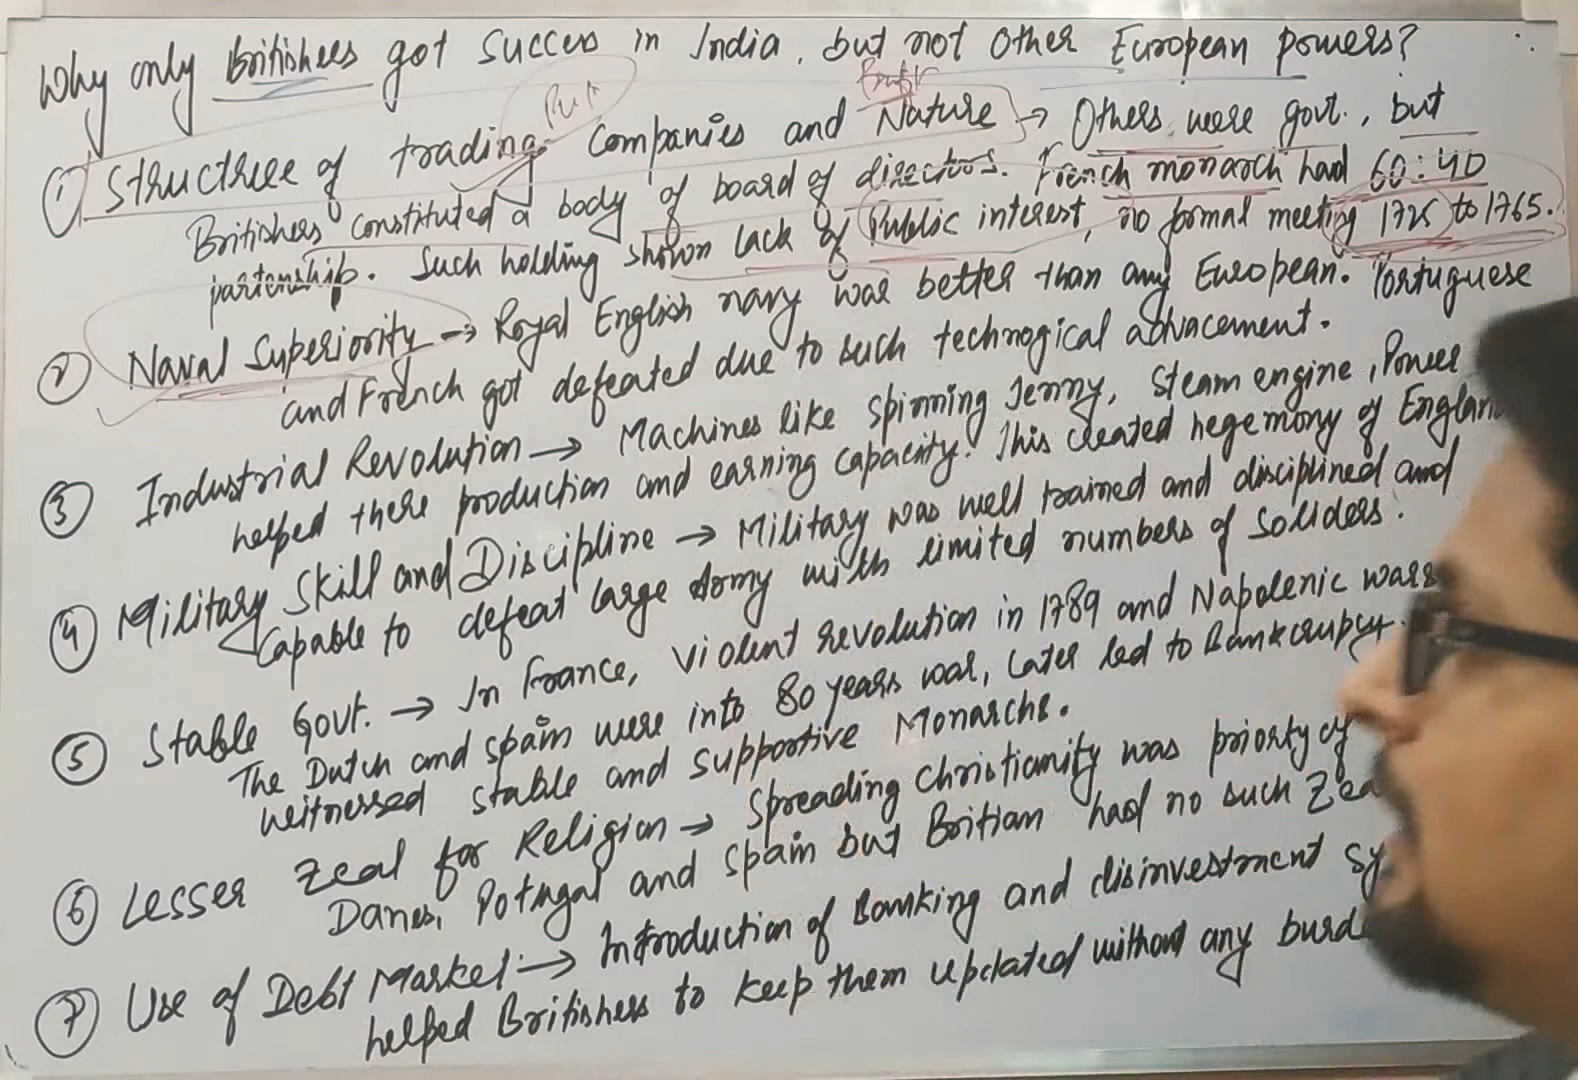 Why only Britishees got Success in India, but not Other European powers?
① Structure of trading Companies and Nature → Others were govt., but
Britishers constituted a body of board of directors. French monarch had 60:40
partenship. Such holding shown lack of Public interest, no formal meeting 1725 to 1765.
② Naval Superiority → Royal English navy was better than any European. Portuguese
and French got defeated due to such technogical advacement.
③ Industrial Revolution → Machines like Spinning Jenny, Steam engine, Power
helped there production and earning capacity. This created hegemony of England
④ Military Skill and Discipline → Military was well trained and disciplined and
Capable to defeat large Army with limited numbers of Soliders.
⑤ Stable Govt. → In France, Violent revolution in 1789 and Napolenic wars
The Dutch and Spain were into 80 years war, later led to Bankcrupcy.
witnessed stable and supportive Monarchs.
⑥ Lesser Zeal for Religion → Spreading Christianity was priorty of
Danes, Potugal and Spain but Britian had no such Zea
⑦ Use of Debt Market → Introduction of Banking and disinvestment sy
helped Britishers to keep them updated without any burd